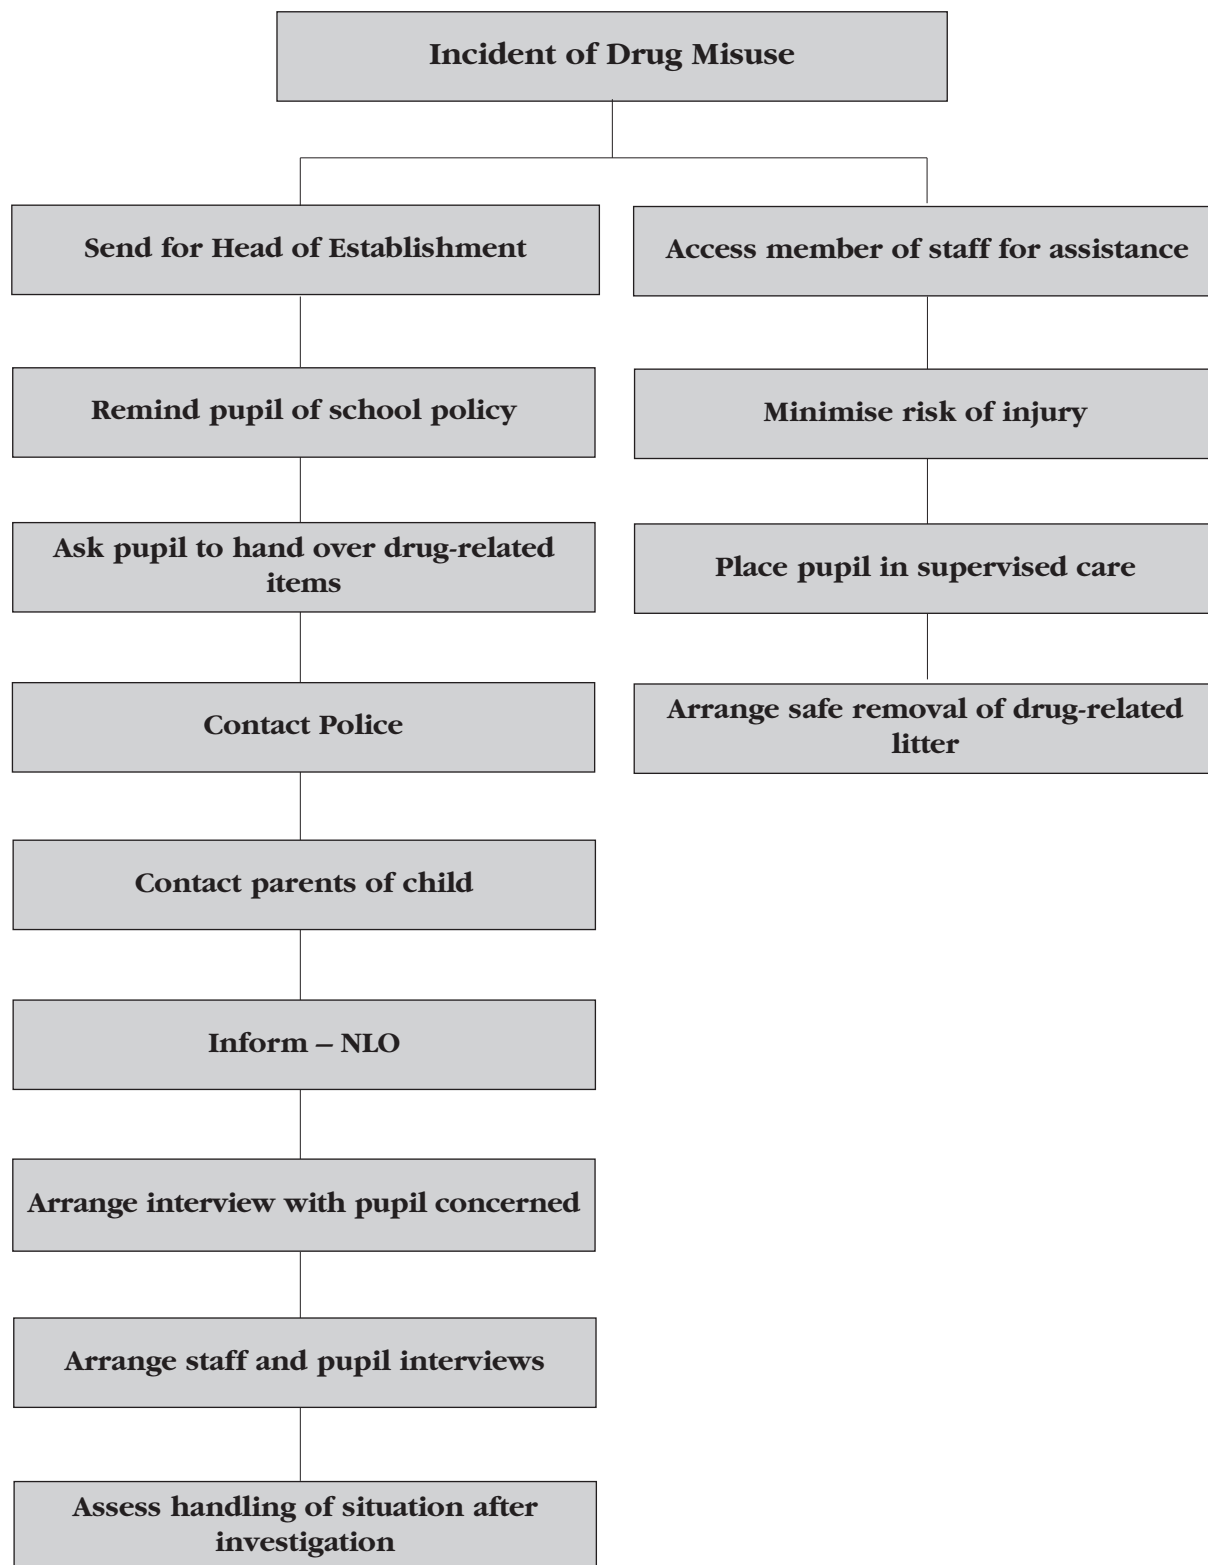 Incident of Drug Misuse
Send for Head of Establishment
Access member of staff for assistance
Remind pupil of school policy
Minimise risk of injury
Ask pupil to hand over drug-related
items
Place pupil in supervised care
Contact Police
Arrange safe removal of drug-related
litter
Contact parents of child
Inform – NLO
Arrange interview with pupil concerned
Arrange staff and pupil interviews
Assess handling of situation after
investigation